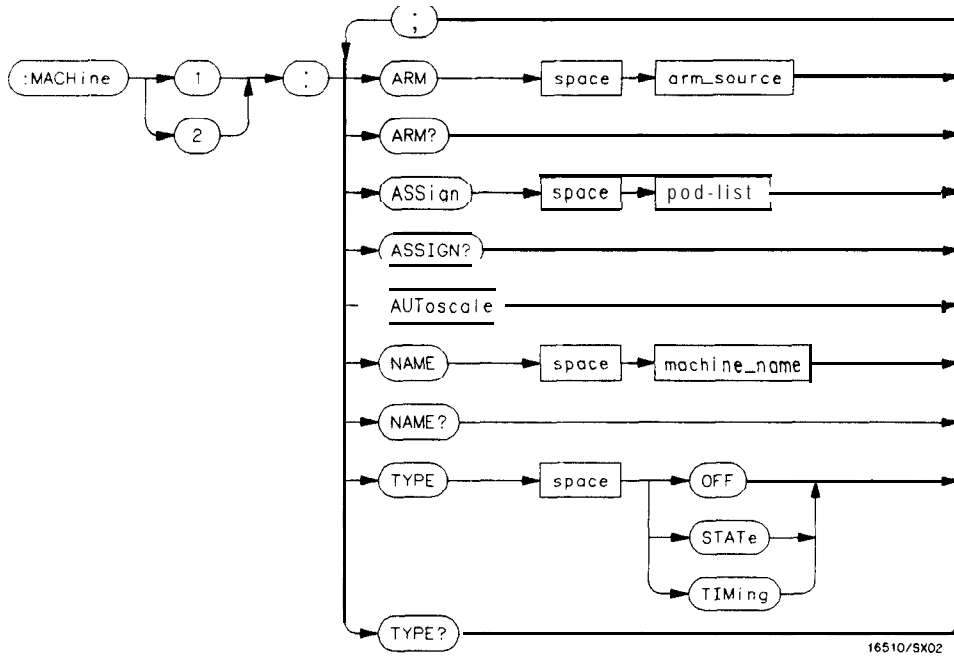 ;
:MACHine 1 : ARM space arm_source
2 ARM?
ASSign space pod-list
ASSIGN?
AUToscale
NAME space machine_name
NAME?
TYPE space OFF
STATe
TIMing
TYPE?
16510/SX02